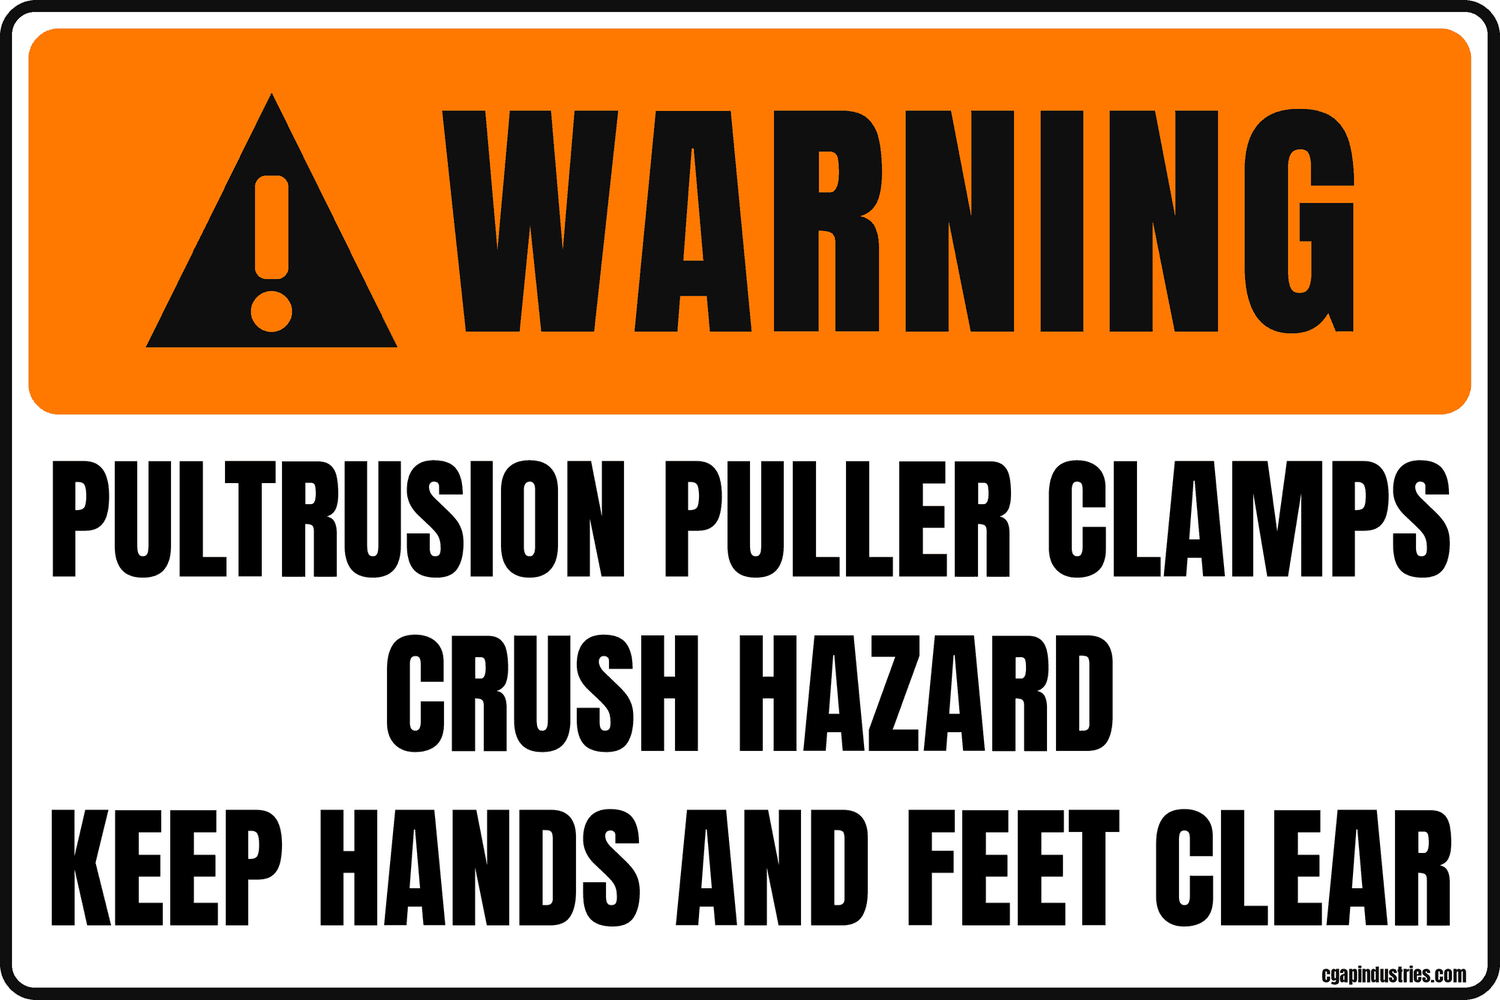 WARNING
PULTRUSION PULLER CLAMPS
CRUSH HAZARD
KEEP HANDS AND FEET CLEAR
cgapindustries.com